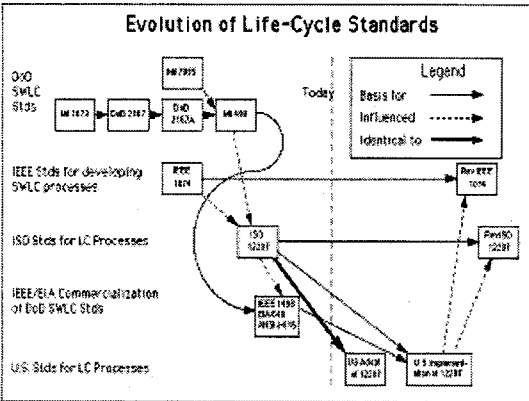 Evolution of Life-Cycle Standards
DoD
SWLC
Stds
Mil 7935
Mil 1679
DoD 2167
DoD
2167A
Mil 498
Today
Legend
Basis for
Influenced
Identical to
IEEE Stds for developing
SWLC processes
IEEE
1074
Rev IEEE
1074
ISO Stds for LC Processes
ISO
12207
Rev ISO
12207
IEEE/EIA Commercialization
of DoD SWLC Stds
IEEE 1498
U.S. Stds for LC Processes
US Adopt
of 12207
U.S. Implement-
ation of 12207